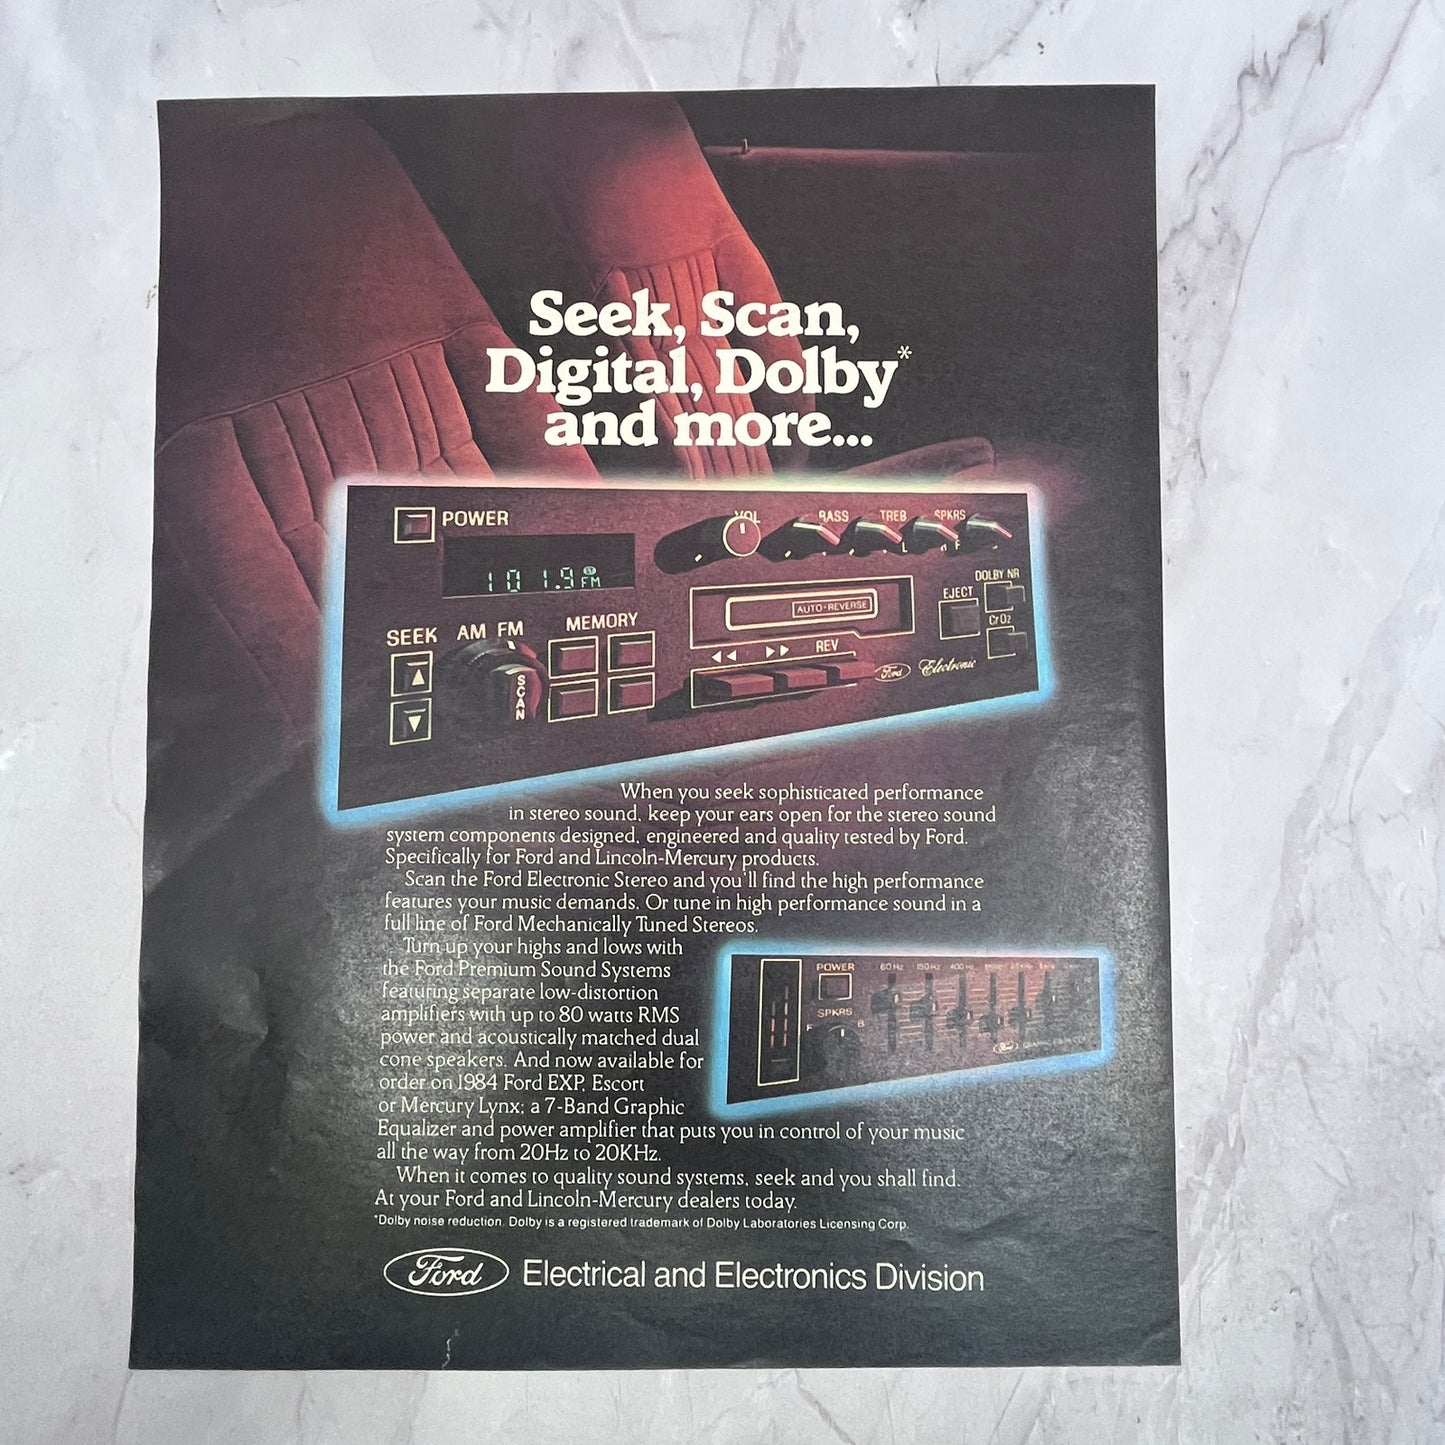 Seek, Scan,
Digital, Dolby*
and more...
POWER
VOL BASS TREB SPKRS
101.9 FM
L R F
DOLBY NR
EJECT
CrO2
AUTO-REVERSE
SEEK AM FM MEMORY
SCAN
REV
Ford Electronic
When you seek sophisticated performance
in stereo sound, keep your ears open for the stereo sound
system components designed, engineered and quality tested by Ford.
Specifically for Ford and Lincoln-Mercury products.
Scan the Ford Electronic Stereo and you'll find the high performance
features your music demands. Or tune in high performance sound in a
full line of Ford Mechanically Tuned Stereos.
Turn up your highs and lows with
the Ford Premium Sound Systems
featuring separate low-distortion
amplifiers with up to 80 watts RMS
power and acoustically matched dual
cone speakers. And now available for
order on 1984 Ford EXP, Escort
or Mercury Lynx: a 7-Band Graphic
Equalizer and power amplifier that puts you in control of your music
all the way from 20Hz to 20KHz.
When it comes to quality sound systems, seek and you shall find.
At your Ford and Lincoln-Mercury dealers today.
POWER 60Hz 150Hz 400Hz
SPKRS
F B
Ford
*Dolby noise reduction. Dolby is a registered trademark of Dolby Laboratories Licensing Corp.
Ford Electrical and Electronics Division